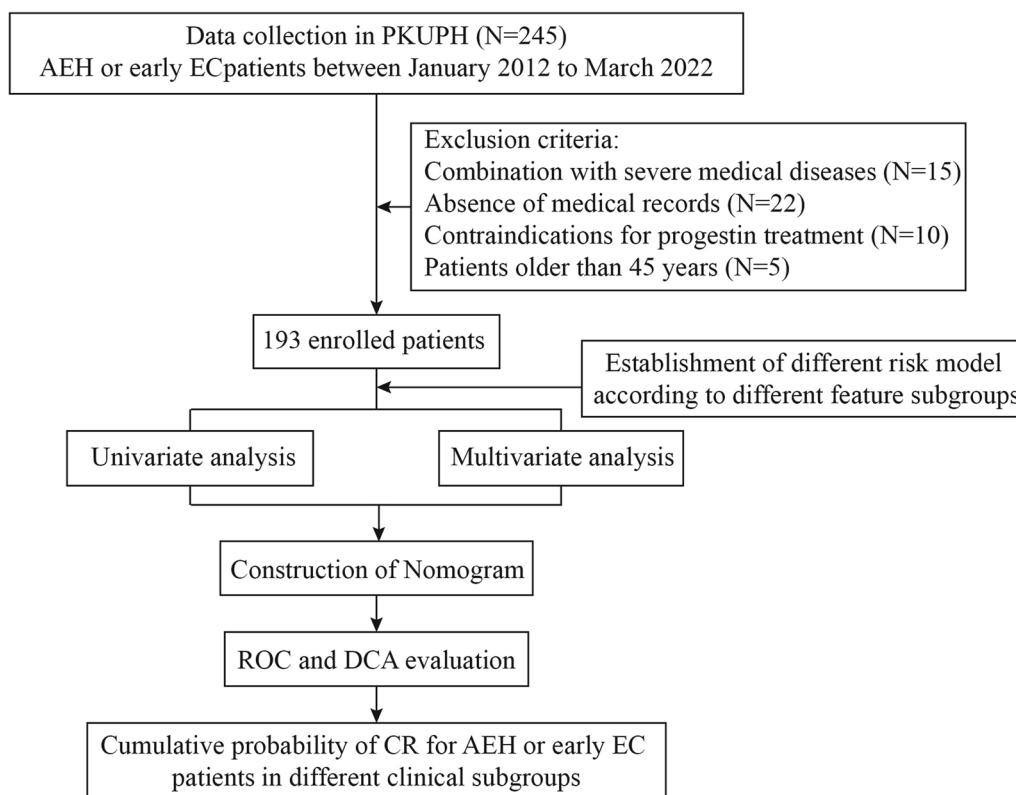 Data collection in PKUPH (N=245)
AEH or early ECpatients between January 2012 to March 2022
Exclusion criteria:
Combination with severe medical diseases (N=15)
Absence of medical records (N=22)
Contraindications for progestin treatment (N=10)
Patients older than 45 years (N=5)
193 enrolled patients
Establishment of different risk model
according to different feature subgroups
Univariate analysis
Multivariate analysis
Construction of Nomogram
ROC and DCA evaluation
Cumulative probability of CR for AEH or early EC
patients in different clinical subgroups